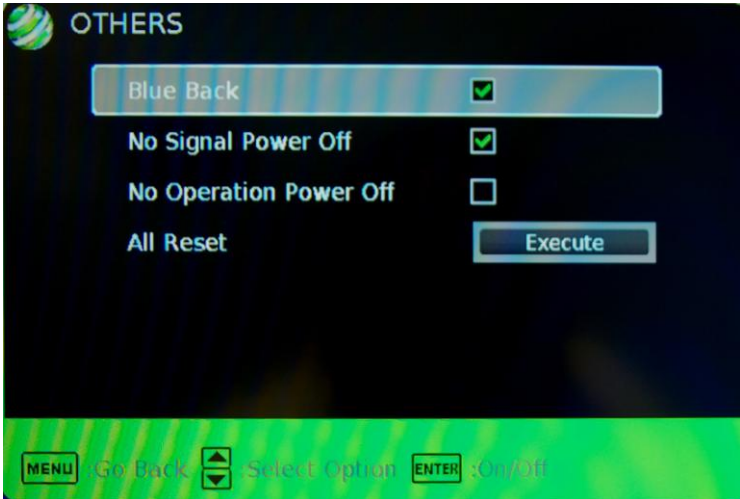 OTHERS
Blue Back
No Signal Power Off
No Operation Power Off
All Reset Execute
MENU :Go Back :Select Option ENTER :On/Off